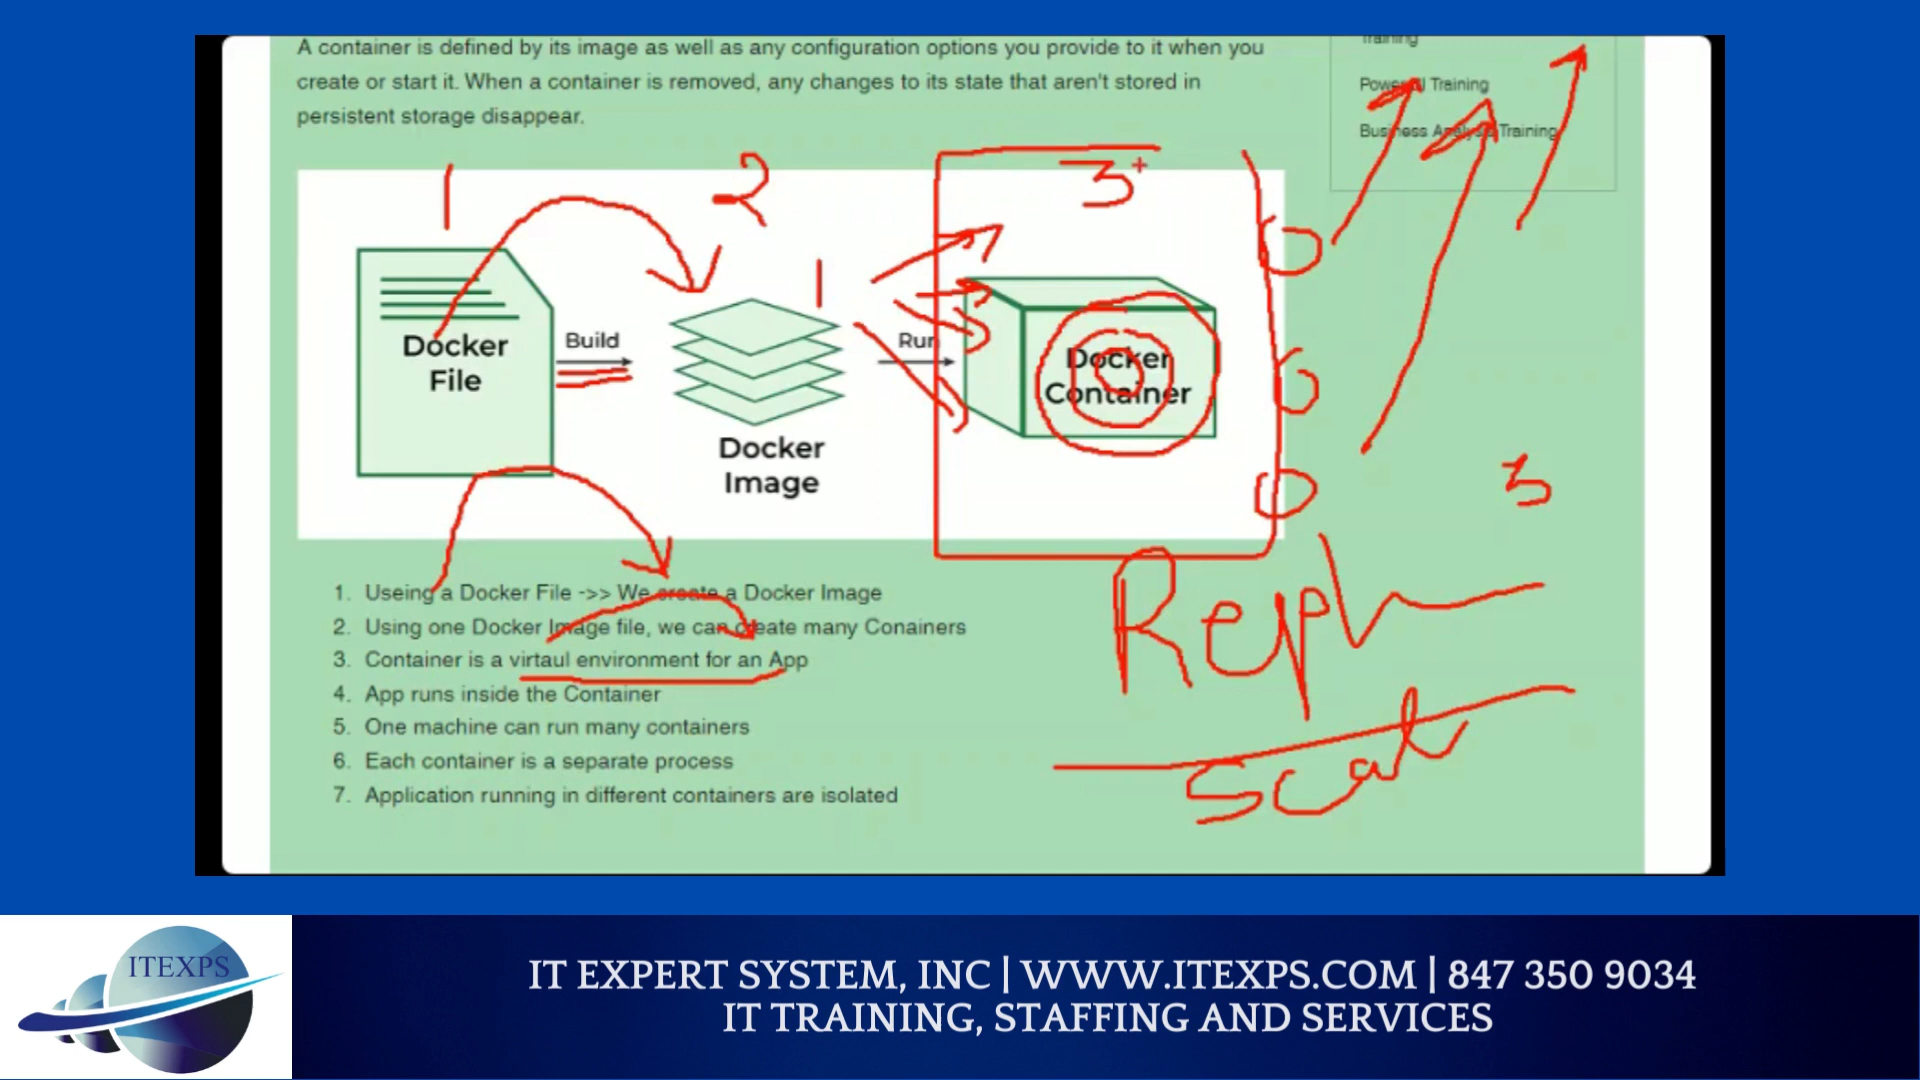 A container is defined by its image as well as any configuration options you provide to it when you
create or start it. When a container is removed, any changes to its state that aren't stored in
persistent storage disappear.
Training
Training
Business Analysis Training
1
2
3
1
Docker
File
Build
Docker
Image
Run
Docker
Container
3
1. Useing a Docker File ->> We create a Docker Image
2. Using one Docker Image file, we can create many Conainers
3. Container is a virtaul environment for an App
4. App runs inside the Container
5. One machine can run many containers
6. Each container is a separate process
7. Application running in different containers are isolated
ITEXPS
IT EXPERT SYSTEM, INC | WWW.ITEXPS.COM | 847 350 9034
IT TRAINING, STAFFING AND SERVICES